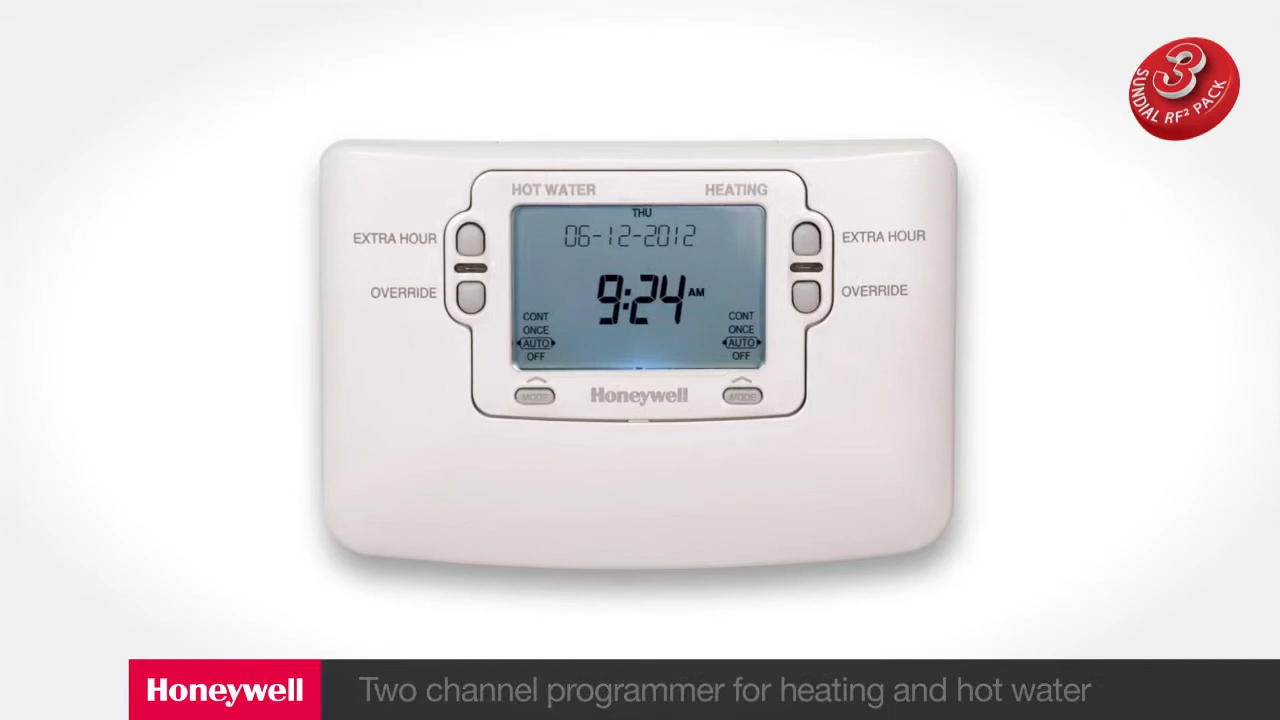 3
SUNDIAL RF² PACK
HOT WATER HEATING
THU
EXTRA HOUR 06-12-2012 EXTRA HOUR
OVERRIDE 9:24 AM OVERRIDE
CONT CONT
ONCE ONCE
AUTO AUTO
OFF OFF
MODE Honeywell MODE
Honeywell Two channel programmer for heating and hot water